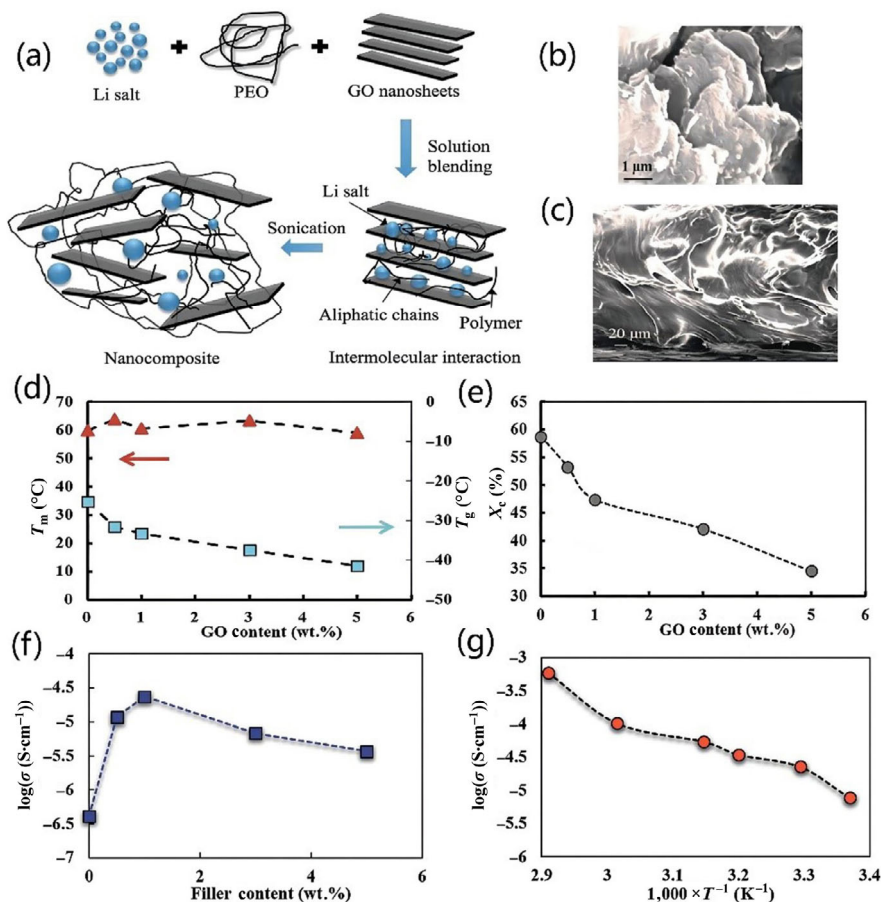 (a)
Li salt
PEO
GO nanosheets
Solution
blending
Li salt
Sonication
Aliphatic chains
Polymer
Nanocomposite
Intermolecular interaction
(b)
1 μm
(c)
20 μm
(d)
70
60
50
40
30
20
10
0
Tm (°C)
0
−10
−20
−30
−40
−50
Tg (°C)
0 1 2 3 4 5 6
GO content (wt.%)
(e)
65
60
55
50
45
40
35
30
Xc (%)
0 1 2 3 4 5 6
GO content (wt.%)
(f)
−4
−4.5
−5
−5.5
−6
−6.5
−7
log(σ (S·cm⁻¹))
0 2 4 6
Filler content (wt.%)
(g)
−3
−3.5
−4
−4.5
−5
−5.5
−6
log(σ (S·cm⁻¹))
2.9 3 3.1 3.2 3.3 3.4
1,000 × T⁻¹ (K⁻¹)